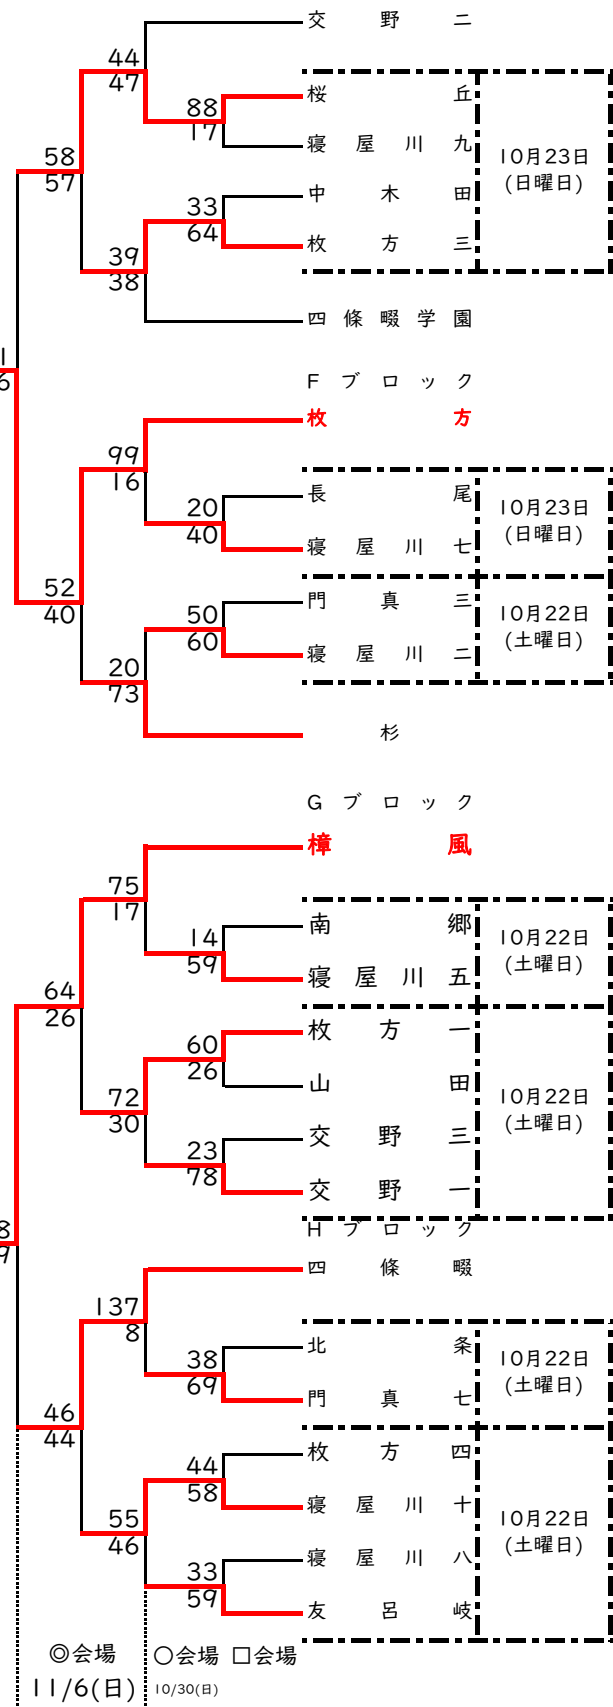 交野二
44
47
桜丘
88
17
寝屋川九
10月23日
(日曜日)
58
57
中木田
33
64
枚方三
39
38
四條畷学園
Fブロック
枚方
99
16
長尾
20
40
10月23日
(日曜日)
寝屋川七
52
40
門真三
50
60
10月22日
(土曜日)
寝屋川二
20
73
杉
Gブロック
樟風
75
17
南郷
14
59
10月22日
(土曜日)
寝屋川五
64
26
枚方一
60
26
山田
72
30
10月22日
(土曜日)
交野三
23
78
交野一
Hブロック
四條畷
137
8
北条
38
69
10月22日
(土曜日)
門真七
46
44
枚方四
44
58
寝屋川十
55
46
10月22日
(土曜日)
寝屋川八
33
59
友呂岐
◎会場 ○会場 □会場
11/6(日) 10/30(日)